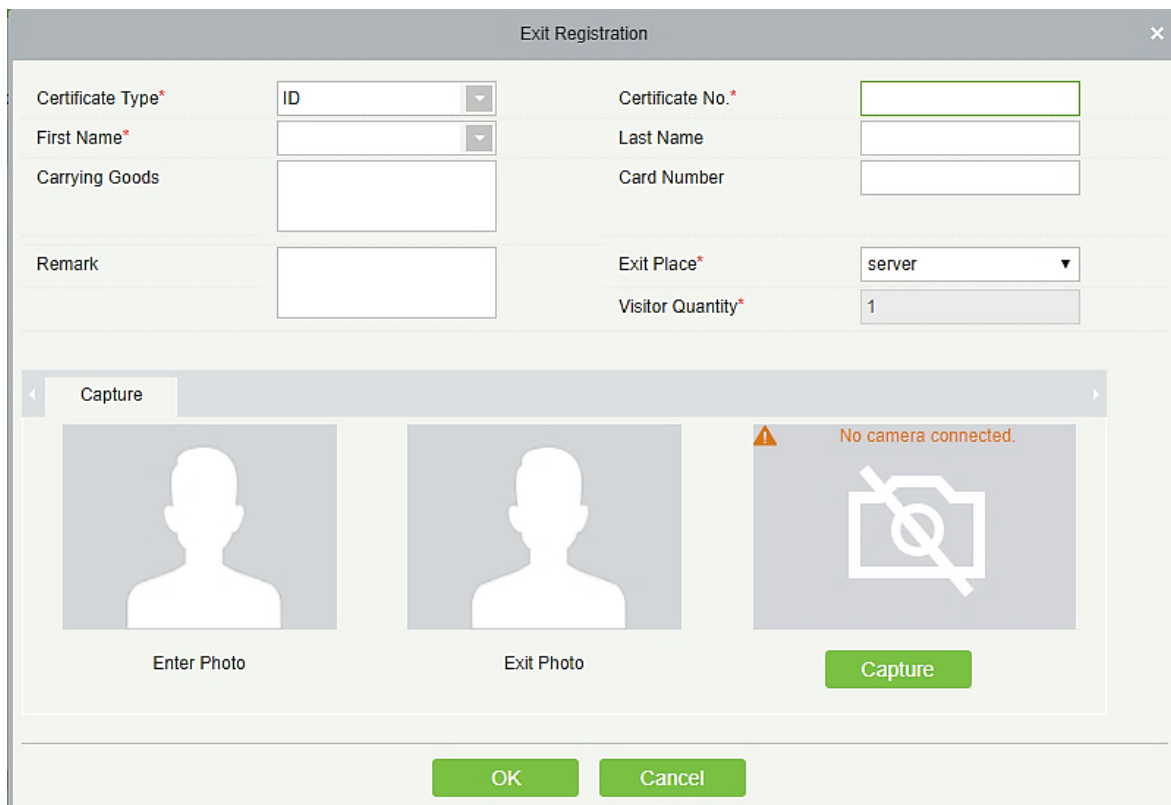 Exit Registration
Certificate Type* ID Certificate No.*
First Name* Last Name
Carrying Goods Card Number
Remark Exit Place* server
Visitor Quantity* 1
Capture
No camera connected.
Enter Photo Exit Photo Capture
OK Cancel